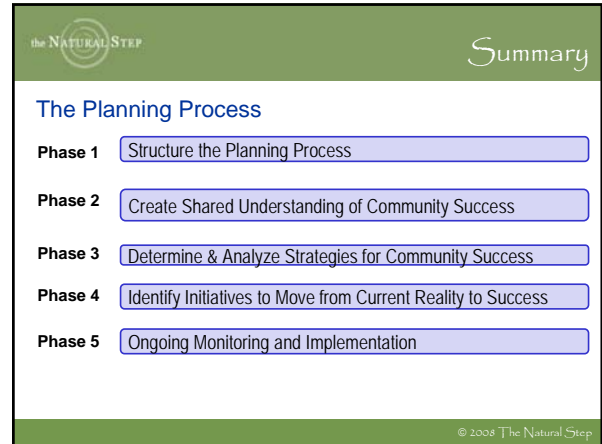 the NATURAL STEP
Summary
The Planning Process
Phase 1 Structure the Planning Process
Phase 2 Create Shared Understanding of Community Success
Phase 3 Determine & Analyze Strategies for Community Success
Phase 4 Identify Initiatives to Move from Current Reality to Success
Phase 5 Ongoing Monitoring and Implementation
© 2008 The Natural Step